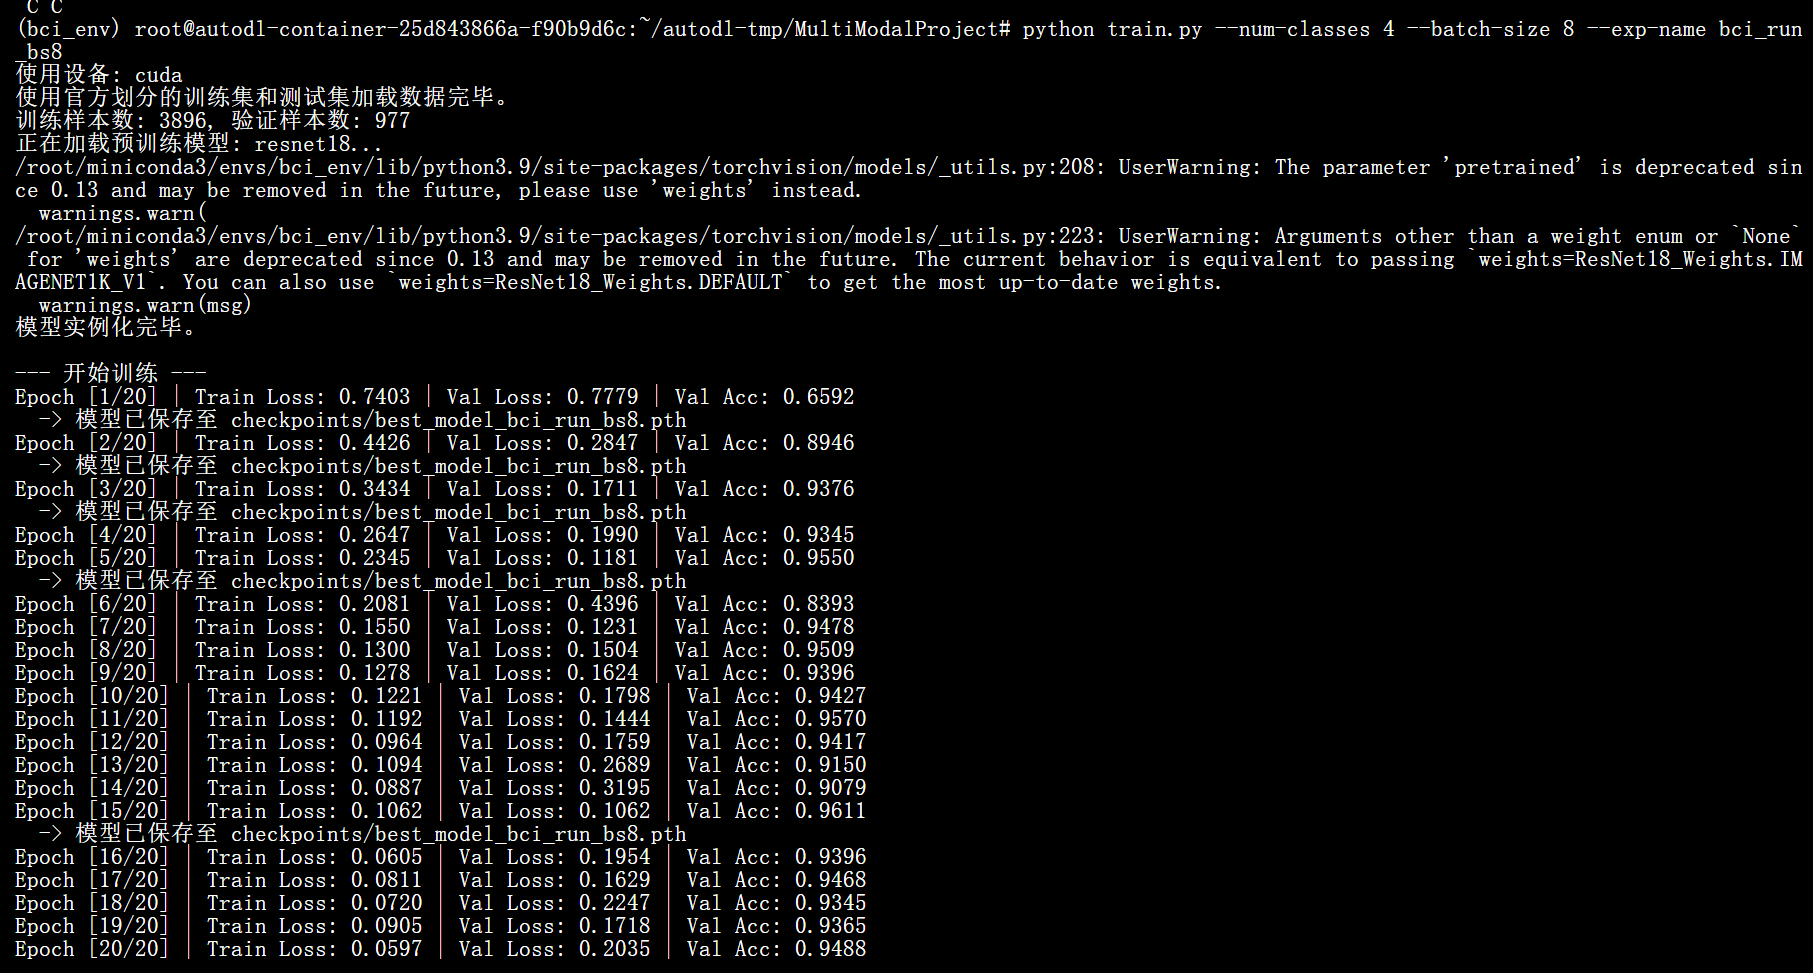 C C
(bci_env) root@autodl-container-25d843866a-f90b9d6c:~/autodl-tmp/MultiModalProject# python train.py --num-classes 4 --batch-size 8 --exp-name bci_run
_bs8
使用设备: cuda
使用官方划分的训练集和测试集加载数据完毕。
训练样本数: 3896, 验证样本数: 977
正在加载预训练模型: resnet18...
/root/miniconda3/envs/bci_env/lib/python3.9/site-packages/torchvision/models/_utils.py:208: UserWarning: The parameter 'pretrained' is deprecated sin
ce 0.13 and may be removed in the future, please use 'weights' instead.
  warnings.warn(
/root/miniconda3/envs/bci_env/lib/python3.9/site-packages/torchvision/models/_utils.py:223: UserWarning: Arguments other than a weight enum or `None`
 for 'weights' are deprecated since 0.13 and may be removed in the future. The current behavior is equivalent to passing `weights=ResNet18_Weights.IM
AGENET1K_V1`. You can also use `weights=ResNet18_Weights.DEFAULT` to get the most up-to-date weights.
  warnings.warn(msg)
模型实例化完毕。
--- 开始训练 ---
Epoch [1/20] | Train Loss: 0.7403 | Val Loss: 0.7779 | Val Acc: 0.6592
  -> 模型已保存至 checkpoints/best_model_bci_run_bs8.pth
Epoch [2/20] | Train Loss: 0.4426 | Val Loss: 0.2847 | Val Acc: 0.8946
  -> 模型已保存至 checkpoints/best_model_bci_run_bs8.pth
Epoch [3/20] | Train Loss: 0.3434 | Val Loss: 0.1711 | Val Acc: 0.9376
  -> 模型已保存至 checkpoints/best_model_bci_run_bs8.pth
Epoch [4/20] | Train Loss: 0.2647 | Val Loss: 0.1990 | Val Acc: 0.9345
Epoch [5/20] | Train Loss: 0.2345 | Val Loss: 0.1181 | Val Acc: 0.9550
  -> 模型已保存至 checkpoints/best_model_bci_run_bs8.pth
Epoch [6/20] | Train Loss: 0.2081 | Val Loss: 0.4396 | Val Acc: 0.8393
Epoch [7/20] | Train Loss: 0.1550 | Val Loss: 0.1231 | Val Acc: 0.9478
Epoch [8/20] | Train Loss: 0.1300 | Val Loss: 0.1504 | Val Acc: 0.9509
Epoch [9/20] | Train Loss: 0.1278 | Val Loss: 0.1624 | Val Acc: 0.9396
Epoch [10/20] | Train Loss: 0.1221 | Val Loss: 0.1798 | Val Acc: 0.9427
Epoch [11/20] | Train Loss: 0.1192 | Val Loss: 0.1444 | Val Acc: 0.9570
Epoch [12/20] | Train Loss: 0.0964 | Val Loss: 0.1759 | Val Acc: 0.9417
Epoch [13/20] | Train Loss: 0.1094 | Val Loss: 0.2689 | Val Acc: 0.9150
Epoch [14/20] | Train Loss: 0.0887 | Val Loss: 0.3195 | Val Acc: 0.9079
Epoch [15/20] | Train Loss: 0.1062 | Val Loss: 0.1062 | Val Acc: 0.9611
  -> 模型已保存至 checkpoints/best_model_bci_run_bs8.pth
Epoch [16/20] | Train Loss: 0.0605 | Val Loss: 0.1954 | Val Acc: 0.9396
Epoch [17/20] | Train Loss: 0.0811 | Val Loss: 0.1629 | Val Acc: 0.9468
Epoch [18/20] | Train Loss: 0.0720 | Val Loss: 0.2247 | Val Acc: 0.9345
Epoch [19/20] | Train Loss: 0.0905 | Val Loss: 0.1718 | Val Acc: 0.9365
Epoch [20/20] | Train Loss: 0.0597 | Val Loss: 0.2035 | Val Acc: 0.9488